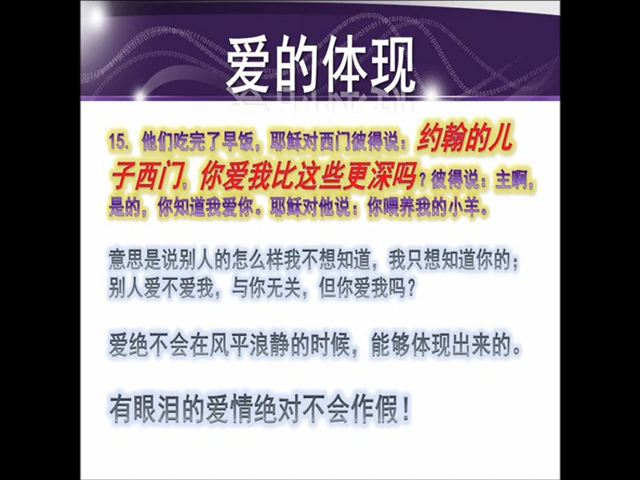 爱的体现
15. 他们吃完了早饭，耶稣对西门彼得说：约翰的儿
子西门，你爱我比这些更深吗？彼得说：主啊，
是的，你知道我爱你。耶稣对他说：你喂养我的小羊。
意思是说别人的怎么样我不想知道，我只想知道你的；
别人爱不爱我，与你无关，但你爱我吗？
爱绝不会在风平浪静的时候，能够体现出来的。
有眼泪的爱情绝对不会作假！